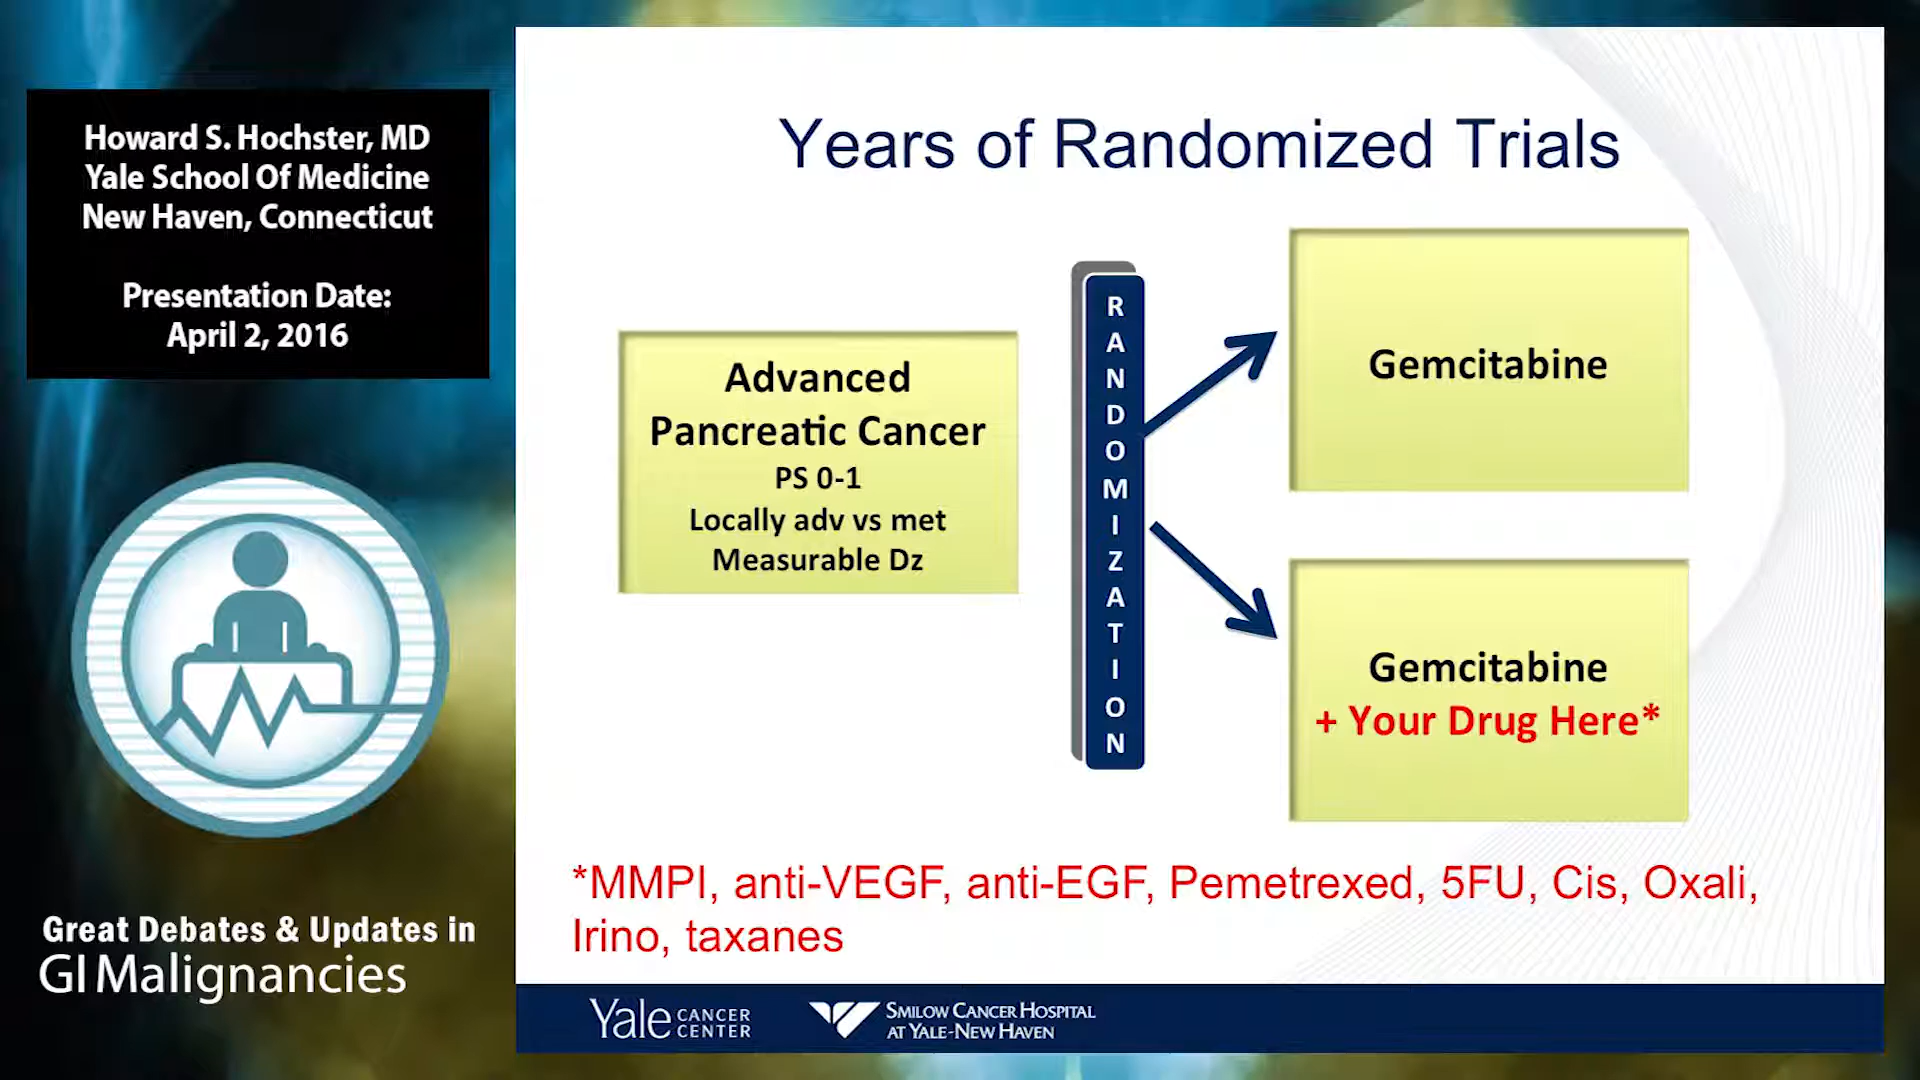 Howard S. Hochster, MD
Yale School Of Medicine
New Haven, Connecticut
Presentation Date:
April 2, 2016
Great Debates & Updates in
GI Malignancies
Years of Randomized Trials
Advanced
Pancreatic Cancer
PS 0-1
Locally adv vs met
Measurable Dz
RANDOMIZATION
Gemcitabine
Gemcitabine
+ Your Drug Here*
*MMPI, anti-VEGF, anti-EGF, Pemetrexed, 5FU, Cis, Oxali,
Irino, taxanes
Yale CANCER
CENTER
SMILOW CANCER HOSPITAL
AT YALE-NEW HAVEN